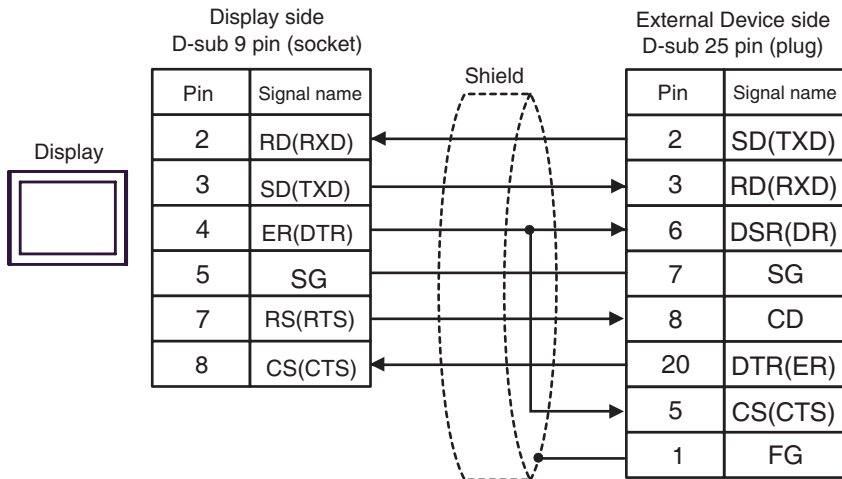 Display side
D-sub 9 pin (socket)
External Device side
D-sub 25 pin (plug)
Shield
Display
Pin Signal name
2 RD(RXD)
3 SD(TXD)
4 ER(DTR)
5 SG
7 RS(RTS)
8 CS(CTS)
Pin Signal name
2 SD(TXD)
3 RD(RXD)
6 DSR(DR)
7 SG
8 CD
20 DTR(ER)
5 CS(CTS)
1 FG